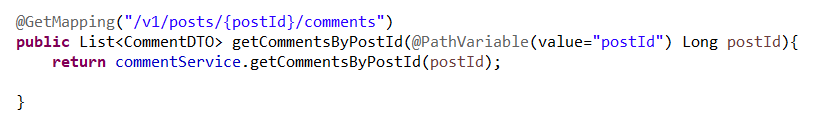 @GetMapping("/v1/posts/{postId}/comments")
public List<CommentDTO> getCommentsByPostId(@PathVariable(value="postId") Long postId){
    return commentService.getCommentsByPostId(postId);
}